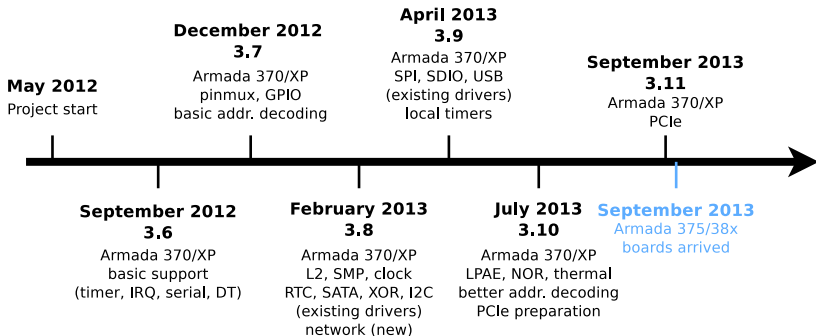 May 2012
Project start
September 2012
3.6
Armada 370/XP
basic support
(timer, IRQ, serial, DT)
December 2012
3.7
Armada 370/XP
pinmux, GPIO
basic addr. decoding
February 2013
3.8
Armada 370/XP
L2, SMP, clock
RTC, SATA, XOR, I2C
(existing drivers)
network (new)
April 2013
3.9
Armada 370/XP
SPI, SDIO, USB
(existing drivers)
local timers
July 2013
3.10
Armada 370/XP
LPAE, NOR, thermal
better addr. decoding
PCIe preparation
September 2013
3.11
Armada 370/XP
PCIe
September 2013
Armada 375/38x
boards arrived